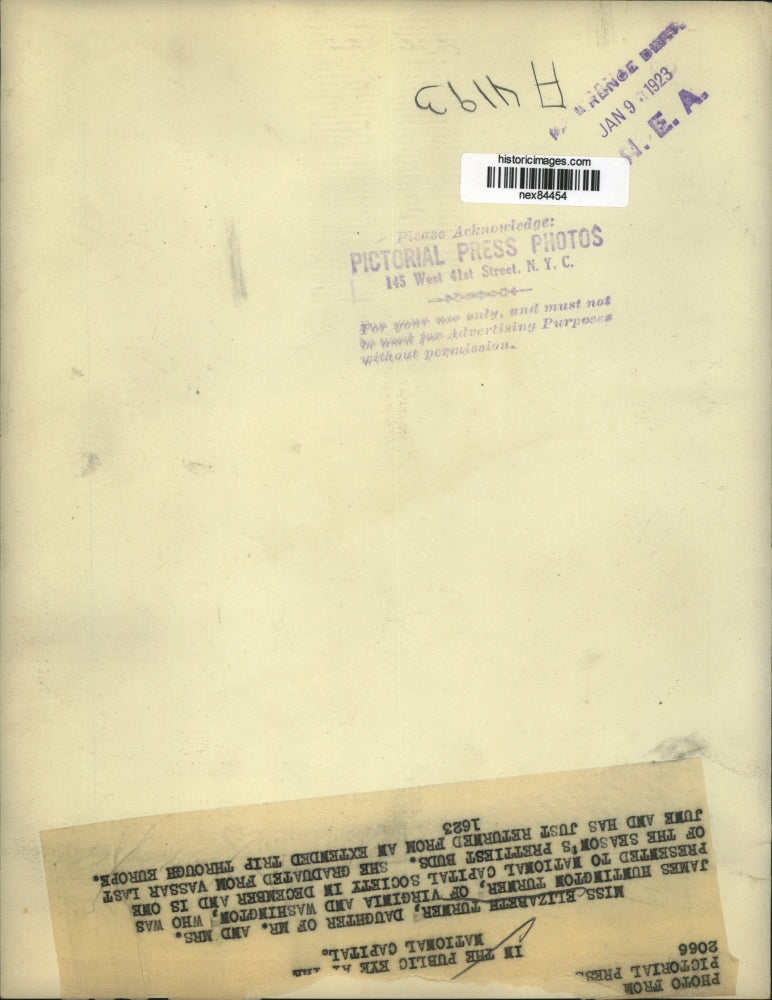 4193
REFERENCE DEPT.
JAN 9 1923
N. E. A.
historicimages.com
nex84454
Please Acknowledge:
PICTORIAL PRESS PHOTOS
145 West 41st Street, N. Y. C.
For your use only, and must not
be used for Advertising Purposes
without permission.
PHOTO FROM
PICTORIAL PRESS
2066
IN THE PUBLIC EYE AT THE
NATIONAL CAPITAL.
MISS ELIZABETH TURNER, DAUGHTER OF MR. AND MRS.
JAMES HUNTINGTON TURNER, OF VIRGINIA AND WASHINGTON, WHO WAS
PRESENTED TO NATIONAL CAPITAL SOCIETY IN DECEMBER AND IS ONE
OF THE SEASON'S PRETTIEST BUDS. SHE GRADUATED FROM VASSAR LAST
JUNE AND HAS JUST RETURNED FROM AN EXTENDED TRIP THROUGH EUROPE.
1623